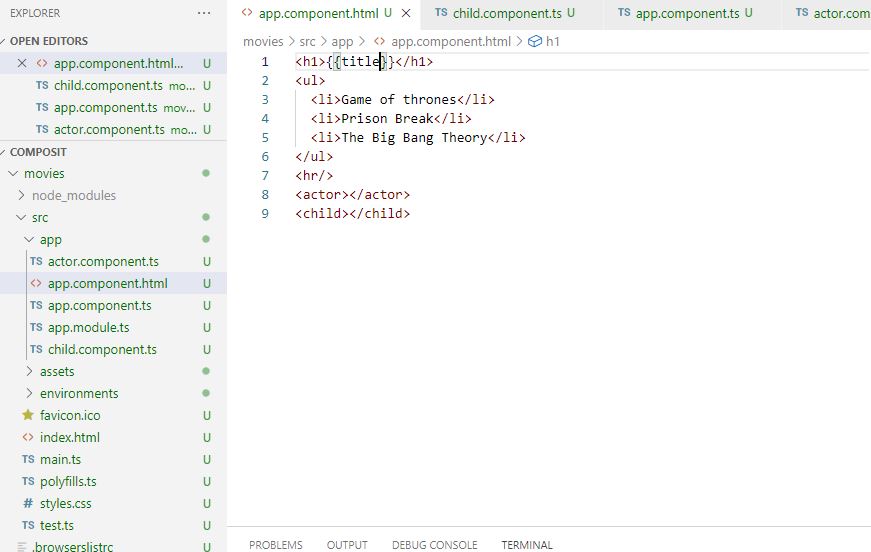 EXPLORER ...
OPEN EDITORS
app.component.html... U
child.component.ts mo... U
app.component.ts mov... U
actor.component.ts mo... U
COMPOSIT
movies
node_modules
src
app
TS actor.component.ts U
<> app.component.html U
TS app.component.ts U
TS app.module.ts U
TS child.component.ts U
assets
environments
favicon.ico U
<> index.html U
TS main.ts U
TS polyfills.ts U
# styles.css U
TS test.ts U
.browserslistrc U
<> app.component.html U TS child.component.ts U TS app.component.ts U TS actor.com
movies > src > app > <> app.component.html > h1
1 <h1>{{title}}</h1>
2 <ul>
3 <li>Game of thrones</li>
4 <li>Prison Break</li>
5 <li>The Big Bang Theory</li>
6 </ul>
7 <hr/>
8 <actor></actor>
9 <child></child>
PROBLEMS OUTPUT DEBUG CONSOLE TERMINAL